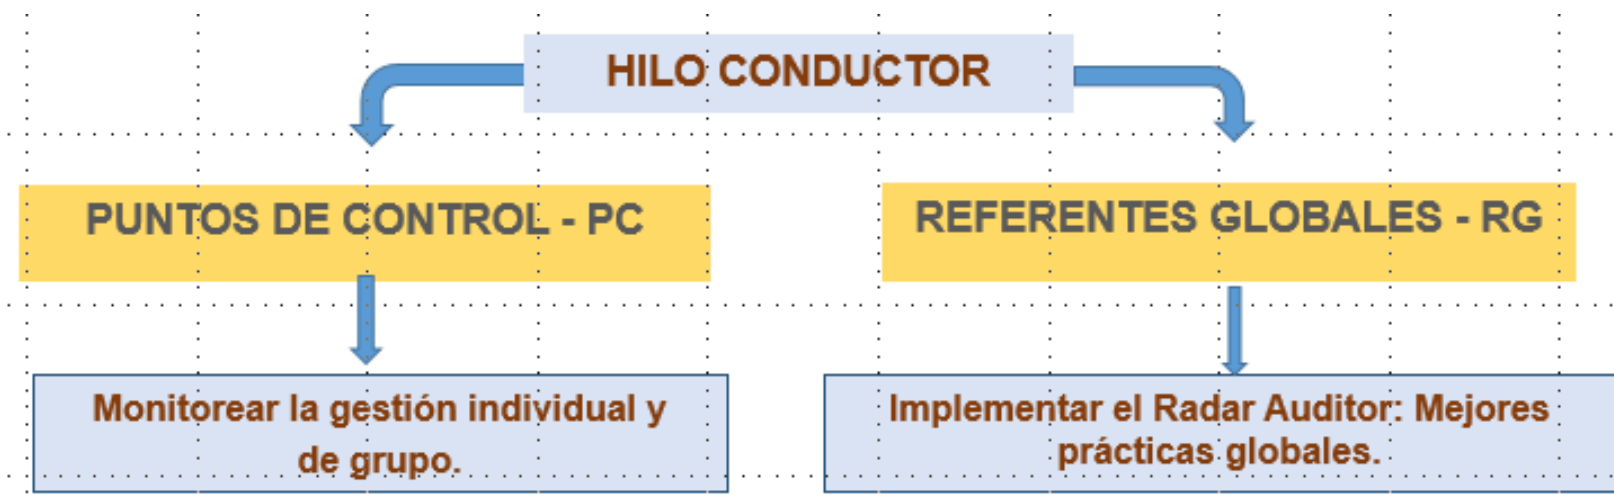 HILO CONDUCTOR
PUNTOS DE CONTROL - PC
REFERENTES GLOBALES - RG
Monitorear la gestión individual y
de grupo.
Implementar el Radar Auditor: Mejores
prácticas globales.